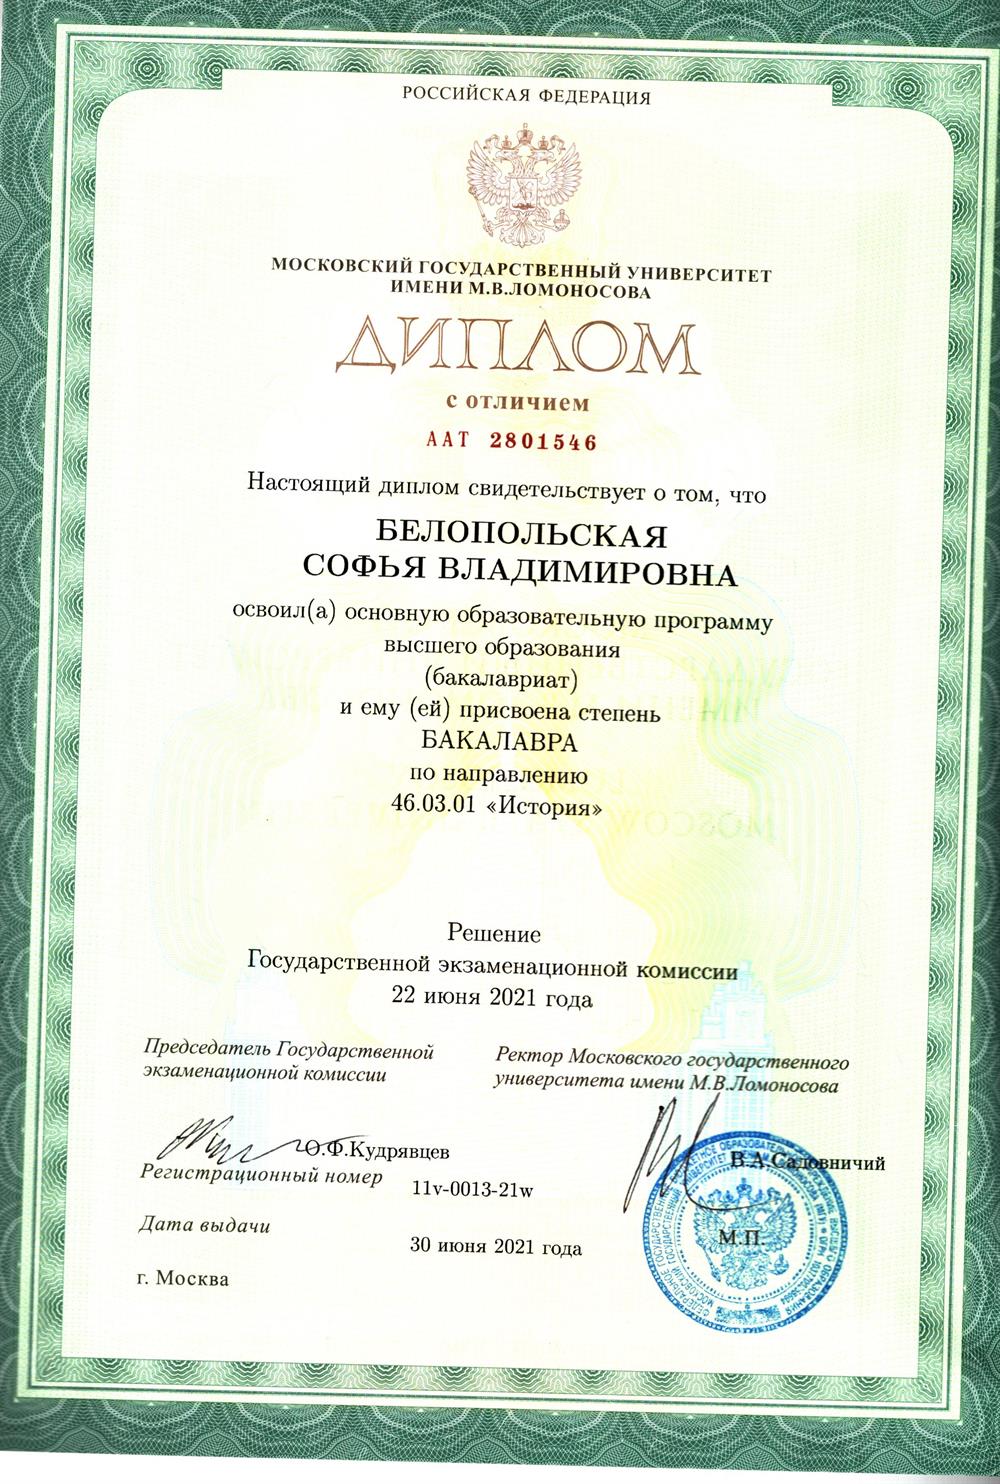 РОССИЙСКАЯ ФЕДЕРАЦИЯ
МОСКОВСКИЙ ГОСУДАРСТВЕННЫЙ УНИВЕРСИТЕТ
ИМЕНИ М.В.ЛОМОНОСОВА
ДИПЛОМ
с отличием
ААТ 2801546
Настоящий диплом свидетельствует о том, что
БЕЛОПОЛЬСКАЯ
СОФЬЯ ВЛАДИМИРОВНА
освоил(а) основную образовательную программу
высшего образования
(бакалавриат)
и ему (ей) присвоена степень
БАКАЛАВРА
по направлению
46.03.01 «История»
Решение
Государственной экзаменационной комиссии
22 июня 2021 года
Председатель Государственной
экзаменационной комиссии
О.Ф.Кудрявцев
Ректор Московского государственного
университета имени М.В.Ломоносова
В.А.Садовничий
М.П.
Регистрационный номер 11v-0013-21w
Дата выдачи 30 июня 2021 года
г. Москва